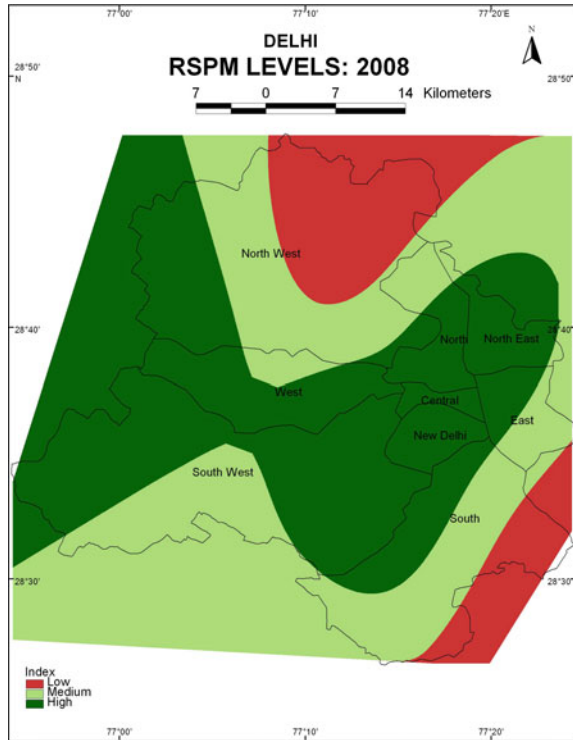 77°00' 77°10' 77°20'
DELHI
N
RSPM LEVELS: 2008
28°50' 28°50'
N N
7 0 7 14 Kilometers
North West
28°40' 28°40'
North North East
West
Central
East
New Delhi
South West
South
28°30' 28°30'
Index
Low
Medium
High
77°00' 77°10' 77°20'